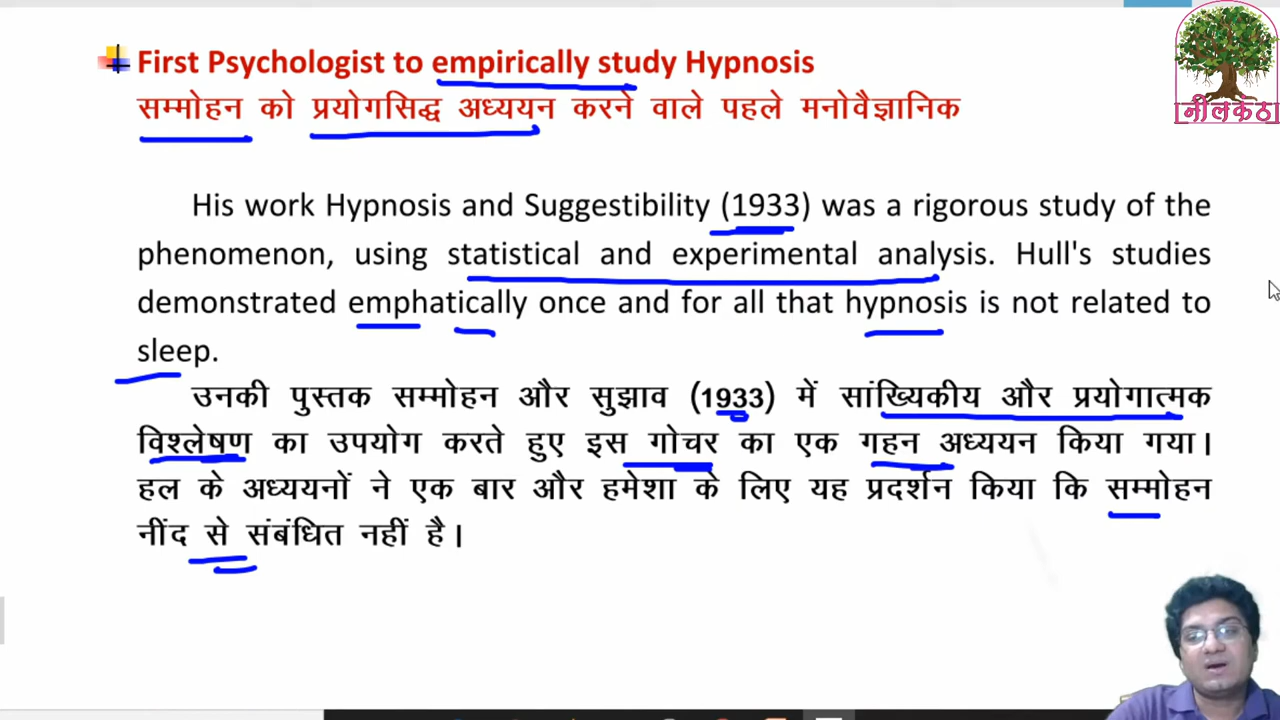 First Psychologist to empirically study Hypnosis
सम्मोहन को प्रयोगसिद्ध अध्ययन करने वाले पहले मनोवैज्ञानिक
नीलकंठ
His work Hypnosis and Suggestibility (1933) was a rigorous study of the
phenomenon, using statistical and experimental analysis. Hull's studies
demonstrated emphatically once and for all that hypnosis is not related to
sleep.
उनकी पुस्तक सम्मोहन और सुझाव (1933) में सांख्यिकीय और प्रयोगात्मक
विश्लेषण का उपयोग करते हुए इस गोचर का एक गहन अध्ययन किया गया।
हल के अध्ययनों ने एक बार और हमेशा के लिए यह प्रदर्शन किया कि सम्मोहन
नींद से संबंधित नहीं है।